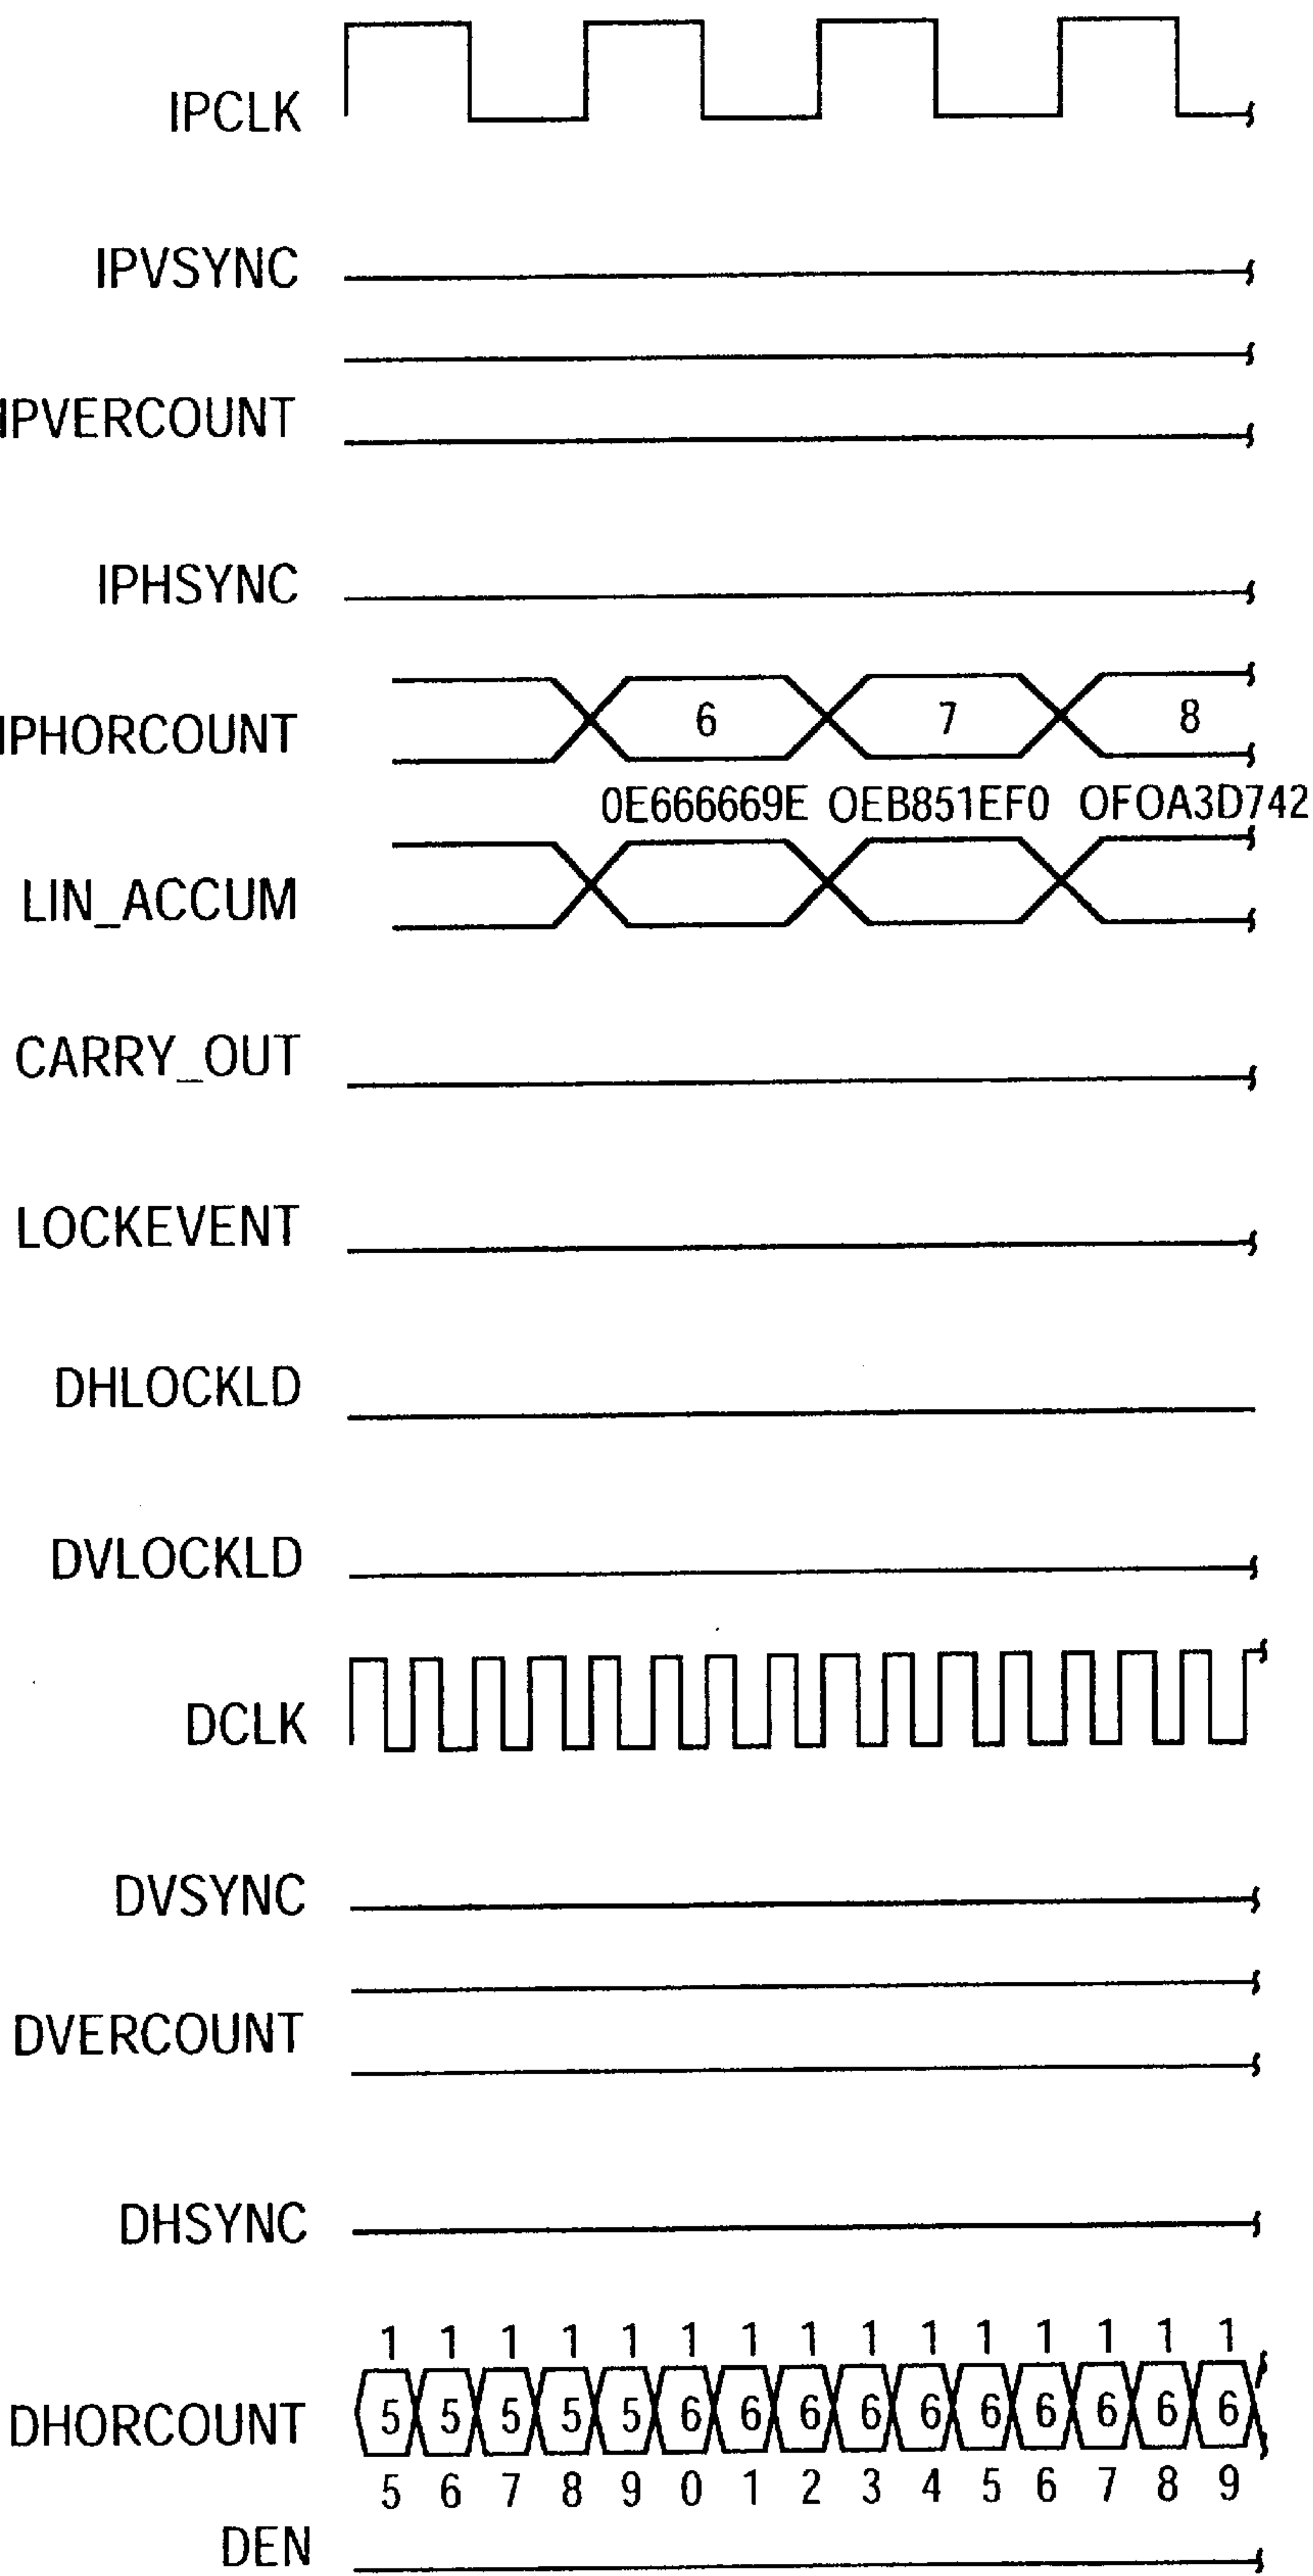 IPCLK
IPVSYNC
IPVERCOUNT
IPHSYNC
IPHORCOUNT 6 7 8
0E666669E OEB851EF0 OFOA3D742
LIN_ACCUM
CARRY_OUT
LOCKEVENT
DHLOCKLD
DVLOCKLD
DCLK
DVSYNC
DVERCOUNT
DHSYNC
1 1 1 1 1 1 1 1 1 1 1 1 1 1 1
DHORCOUNT 5 5 5 5 5 6 6 6 6 6 6 6 6 6 6
5 6 7 8 9 0 1 2 3 4 5 6 7 8 9
DEN